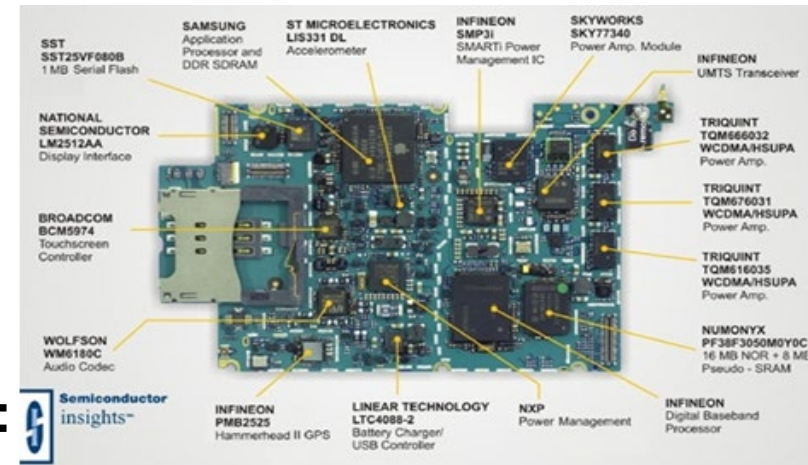 SST
SST25VF080B
1 MB Serial Flash
SAMSUNG
Application
Processor and
DDR SDRAM
ST MICROELECTRONICS
LIS331 DL
Accelerometer
INFINEON
SMP3i
SMARTi Power
Management IC
SKYWORKS
SKY77340
Power Amp. Module
INFINEON
UMTS Transceiver
NATIONAL
SEMICONDUCTOR
LM2512AA
Display Interface
TRIQUINT
TQM666032
WCDMA/HSUPA
Power Amp.
BROADCOM
BCM5974
Touchscreen
Controller
TRIQUINT
TQM676031
WCDMA/HSUPA
Power Amp.
TRIQUINT
TQM616035
WCDMA/HSUPA
Power Amp.
WOLFSON
WM6180C
Audio Codec
NUMONYX
PF38F3050M0Y0C
16 MB NOR + 8 MB
Pseudo - SRAM
INFINEON
PMB2525
Hammerhead II GPS
LINEAR TECHNOLOGY
LTC4088-2
Battery Charger/
USB Controller
NXP
Power Management
INFINEON
Digital Baseband
Processor
Semiconductor
insights